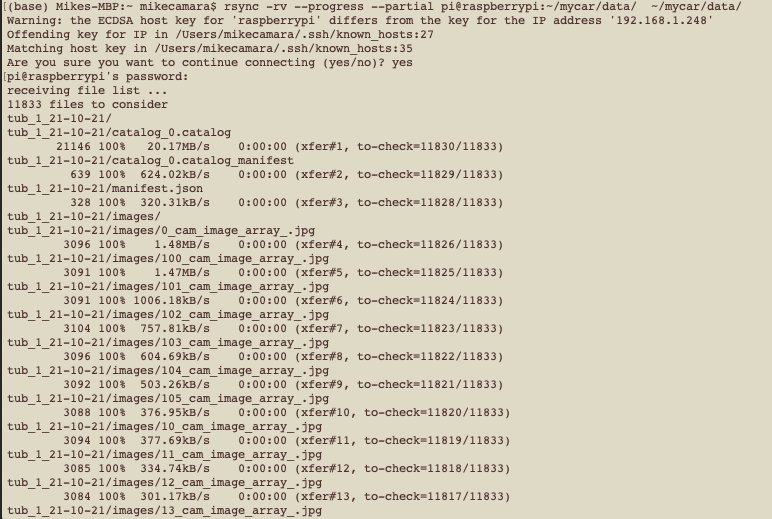 [(base) Mikes-MBP:~ mikecamara$ rsync -rv --progress --partial pi@raspberrypi:~/mycar/data/  ~/mycar/data/
Warning: the ECDSA host key for 'raspberrypi' differs from the key for the IP address '192.168.1.248'
Offending key for IP in /Users/mikecamara/.ssh/known_hosts:27
Matching host key in /Users/mikecamara/.ssh/known_hosts:35
Are you sure you want to continue connecting (yes/no)? yes
[pi@raspberrypi's password:
receiving file list ...
11833 files to consider
tub_1_21-10-21/
tub_1_21-10-21/catalog_0.catalog
21146 100%   20.17MB/s    0:00:00 (xfer#1, to-check=11830/11833)
tub_1_21-10-21/catalog_0.catalog_manifest
639 100%  624.02kB/s    0:00:00 (xfer#2, to-check=11829/11833)
tub_1_21-10-21/manifest.json
328 100%  320.31kB/s    0:00:00 (xfer#3, to-check=11828/11833)
tub_1_21-10-21/images/
tub_1_21-10-21/images/0_cam_image_array_.jpg
3096 100%    1.48MB/s    0:00:00 (xfer#4, to-check=11826/11833)
tub_1_21-10-21/images/100_cam_image_array_.jpg
3091 100%    1.47MB/s    0:00:00 (xfer#5, to-check=11825/11833)
tub_1_21-10-21/images/101_cam_image_array_.jpg
3091 100% 1006.18kB/s    0:00:00 (xfer#6, to-check=11824/11833)
tub_1_21-10-21/images/102_cam_image_array_.jpg
3104 100%  757.81kB/s    0:00:00 (xfer#7, to-check=11823/11833)
tub_1_21-10-21/images/103_cam_image_array_.jpg
3096 100%  604.69kB/s    0:00:00 (xfer#8, to-check=11822/11833)
tub_1_21-10-21/images/104_cam_image_array_.jpg
3092 100%  503.26kB/s    0:00:00 (xfer#9, to-check=11821/11833)
tub_1_21-10-21/images/105_cam_image_array_.jpg
3088 100%  376.95kB/s    0:00:00 (xfer#10, to-check=11820/11833)
tub_1_21-10-21/images/10_cam_image_array_.jpg
3094 100%  377.69kB/s    0:00:00 (xfer#11, to-check=11819/11833)
tub_1_21-10-21/images/11_cam_image_array_.jpg
3085 100%  334.74kB/s    0:00:00 (xfer#12, to-check=11818/11833)
tub_1_21-10-21/images/12_cam_image_array_.jpg
3084 100%  301.17kB/s    0:00:00 (xfer#13, to-check=11817/11833)
tub_1_21-10-21/images/13_cam_image_array_.jpg